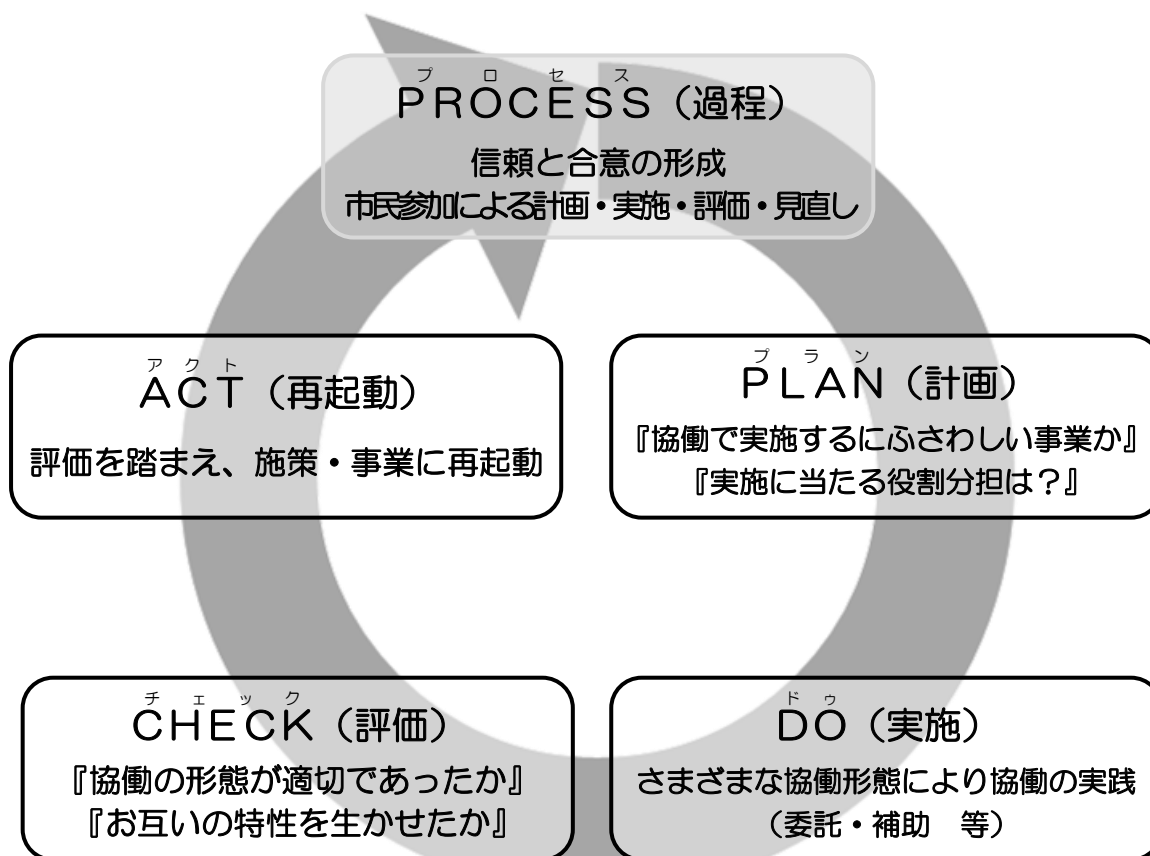 プロセス
PROCESS（過程）
信頼と合意の形成
市民参加による計画・実施・評価・見直し
アクト
ACT（再起動）
評価を踏まえ、施策・事業に再起動
プラン
PLAN（計画）
『協働で実施するにふさわしい事業か』
『実施に当たる役割分担は？』
チェック
CHECK（評価）
『協働の形態が適切であったか』
『お互いの特性を生かせたか』
ドゥ
DO（実施）
さまざまな協働形態により協働の実践
（委託・補助　等）